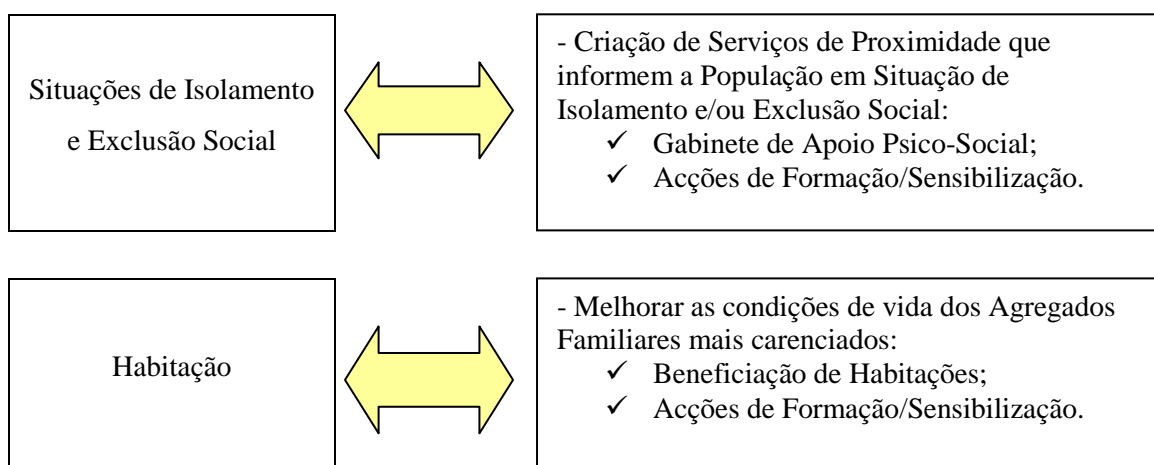 Situações de Isolamento
e Exclusão Social
- Criação de Serviços de Proximidade que
informem a População em Situação de
Isolamento e/ou Exclusão Social:
✓ Gabinete de Apoio Psico-Social;
✓ Acções de Formação/Sensibilização.
Habitação
- Melhorar as condições de vida dos Agregados
Familiares mais carenciados:
✓ Beneficiação de Habitações;
✓ Acções de Formação/Sensibilização.